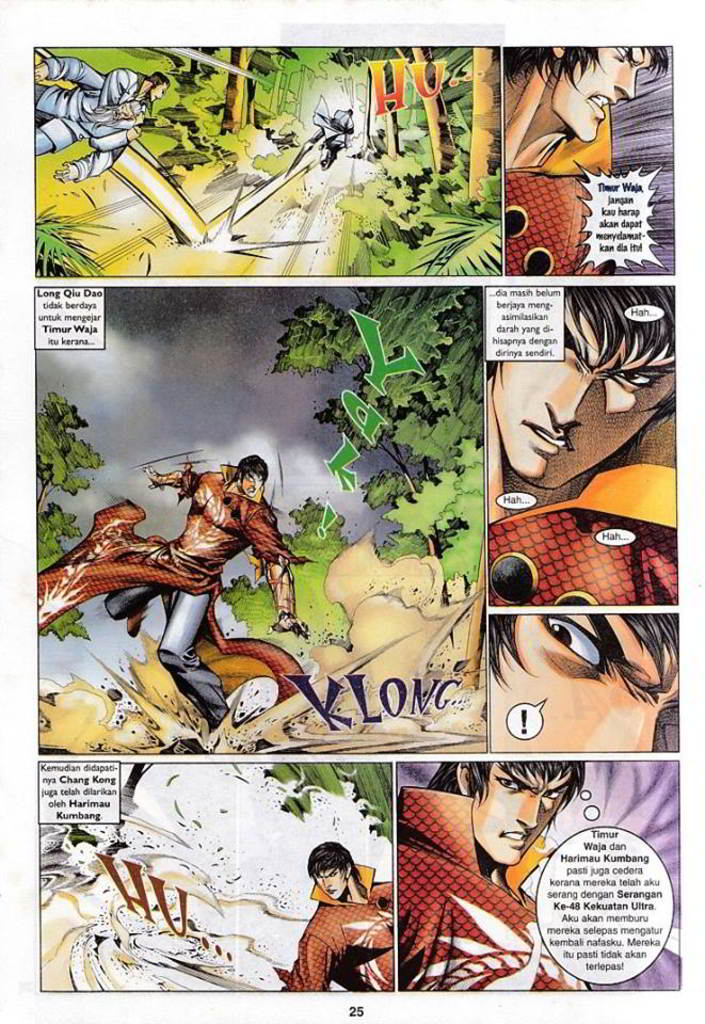 HU...
Timur Waja,
jangan
kau harap
akan dapat
menyelamat-
kan dia itu!
Long Qiu Dao
tidak berdaya
untuk mengejar
Timur Waja
itu kerana...
...dia masih belum
berjaya meng-
asimilasikan
darah yang di-
hisapnya dengan
dirinya sendiri.
Hah...
Hah...
Hah...
KLONG...
!
Kemudian didapati-
nya Chang Kong
juga telah dilarikan
oleh Harimau
Kumbang.
HU...
Timur
Waja dan
Harimau Kumbang
pasti juga cedera
kerana mereka telah aku
serang dengan Serangan
Ke-48 Kekuatan Ultra.
Aku akan memburu
mereka selepas mengatur
kembali nafasku. Mereka
itu pasti tidak akan
terlepas!
25